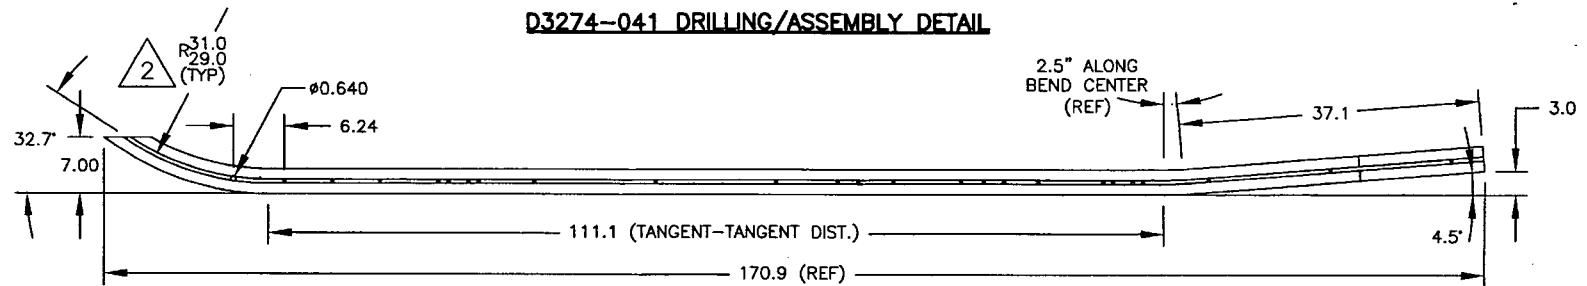 D3274-041 DRILLING/ASSEMBLY DETAIL
2
R31.0
29.0
(TYP)
ø0.640
6.24
2.5" ALONG
BEND CENTER
(REF)
37.1
3.0
32.7°
7.00
111.1 (TANGENT-TANGENT DIST.)
4.5°
170.9 (REF)